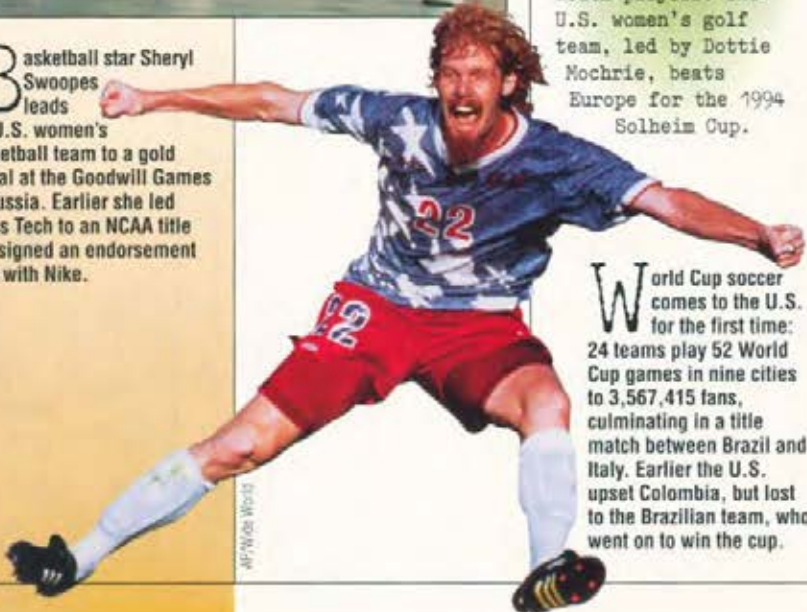 asketball star Sheryl
Swoopes
leads
U.S. women's
etball team to a gold
al at the Goodwill Games
ussia. Earlier she led
s Tech to an NCAA title
signed an endorsement
with Nike.
U.S. women's golf
team, led by Dottie
Mochrie, beats
Europe for the 1994
Solheim Cup.
22
22
World Cup soccer
comes to the U.S.
for the first time:
24 teams play 52 World
Cup games in nine cities
to 3,567,415 fans,
culminating in a title
match between Brazil and
Italy. Earlier the U.S.
upset Colombia, but lost
to the Brazilian team, who
went on to win the cup.
AP/Wide World